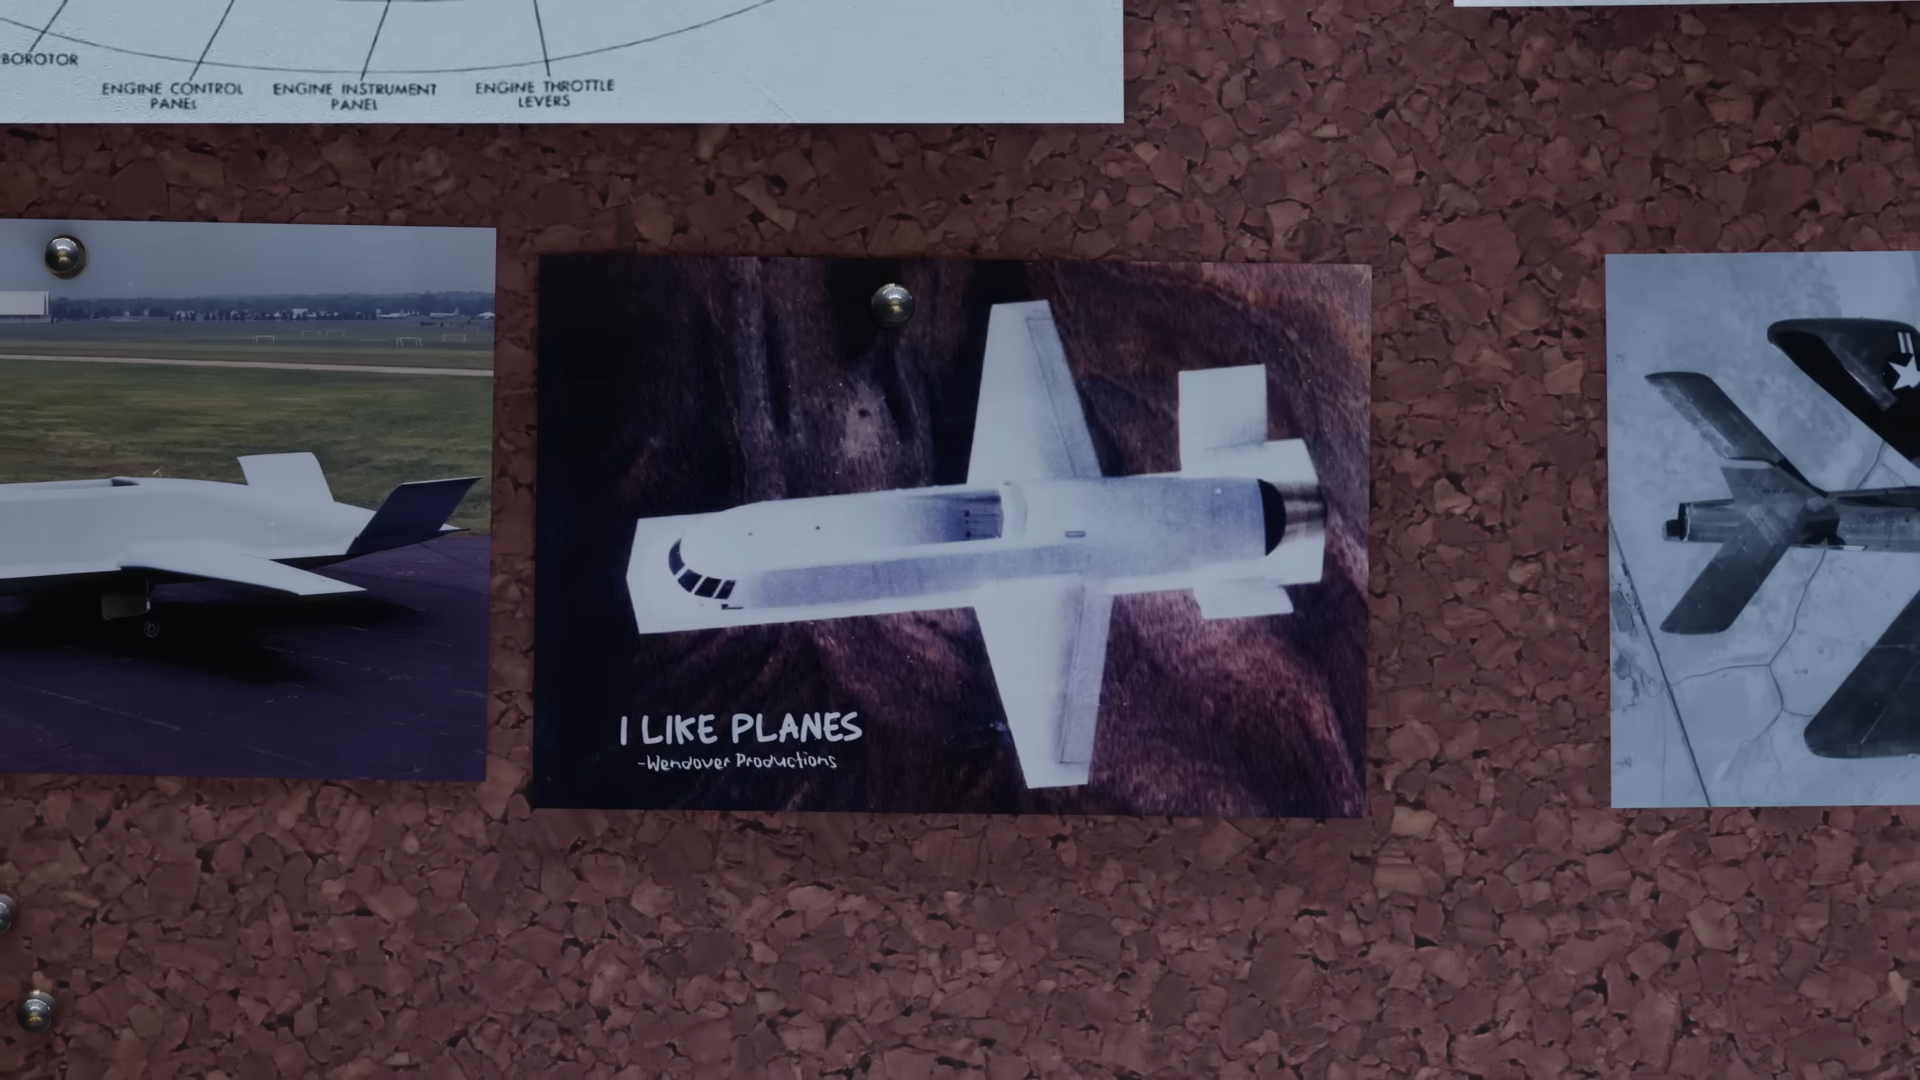 BOROTOR
ENGINE CONTROL
PANEL
ENGINE INSTRUMENT
PANEL
ENGINE THROTTLE
LEVERS
I LIKE PLANES
-Wendover Productions